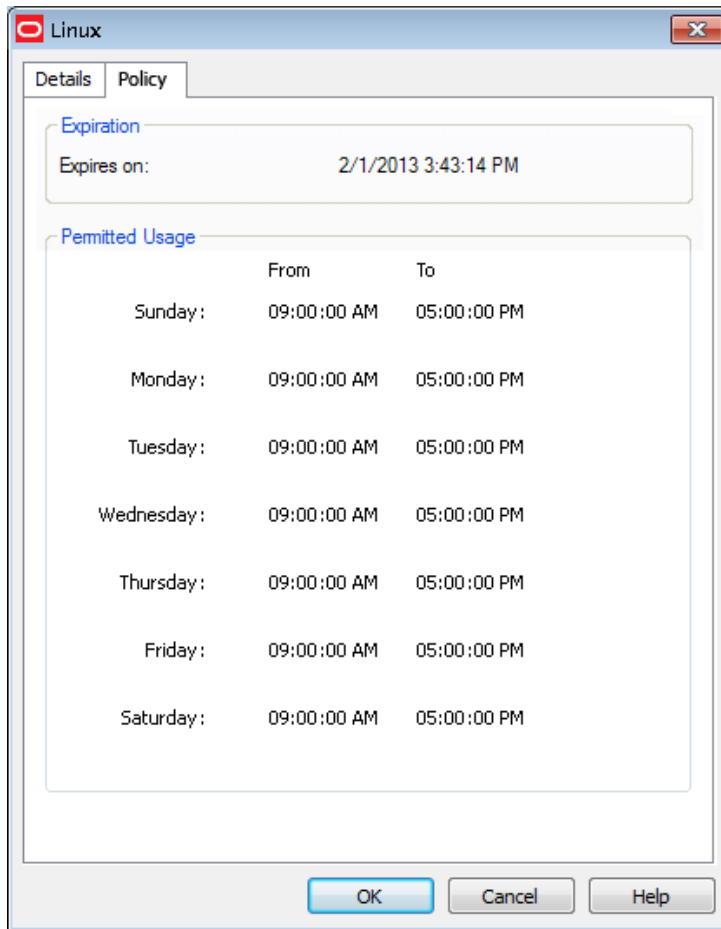 Linux
Details Policy
Expiration
Expires on: 2/1/2013 3:43:14 PM
Permitted Usage
From To
Sunday: 09:00:00 AM 05:00:00 PM
Monday: 09:00:00 AM 05:00:00 PM
Tuesday: 09:00:00 AM 05:00:00 PM
Wednesday: 09:00:00 AM 05:00:00 PM
Thursday: 09:00:00 AM 05:00:00 PM
Friday: 09:00:00 AM 05:00:00 PM
Saturday: 09:00:00 AM 05:00:00 PM
OK Cancel Help